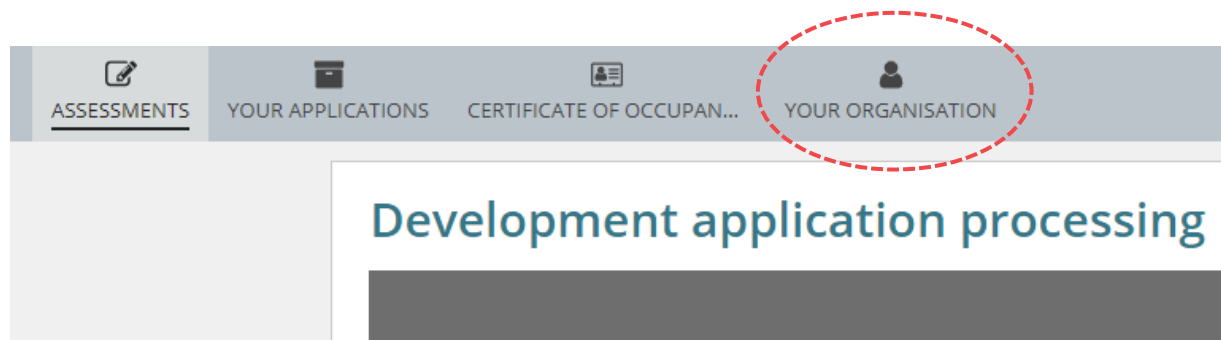 ASSESSMENTS YOUR APPLICATIONS CERTIFICATE OF OCCUPAN... YOUR ORGANISATION
Development application processing